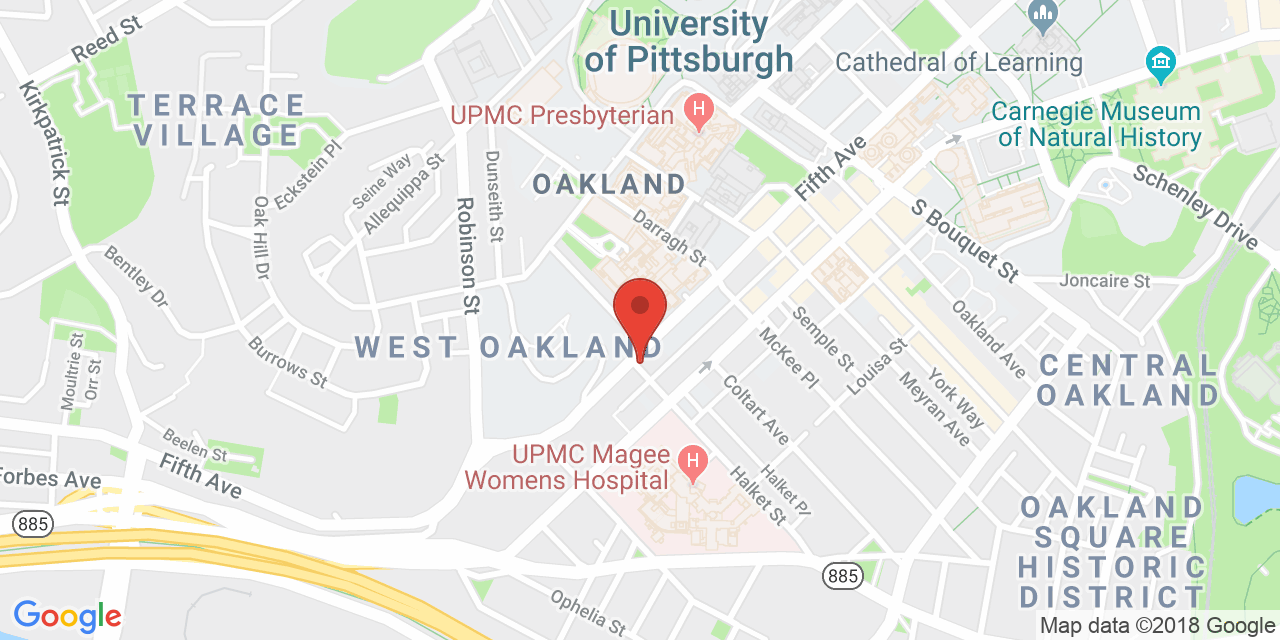 University
of Pittsburgh
Cathedral of Learning
Carnegie Museum
of Natural History
Reed St
Kirkpatrick St
TERRACE
VILLAGE
UPMC Presbyterian
H
Fifth Ave
Eckstein Pl
Seine Way
Allequippa St
Dunseith St
OAKLAND
Darragh St
Schenley Drive
S Bouquet St
Oak Hill Dr
Robinson St
Bentley Dr
Joncaire St
Moultrie St
Orr St
Burrows St
WEST OAKLAND
McKee Pl
Semple St
Louisa St
Meyran Ave
York Way
Oakland Ave
CENTRAL
OAKLAND
Coltart Ave
Beelen St
Fifth Ave
Forbes Ave
UPMC Magee
Womens Hospital
H
Halket St
Halket Pl
OAKLAND
SQUARE
HISTORIC
DISTRICT
885
885
Ophelia St
Google
Map data ©2018 Google